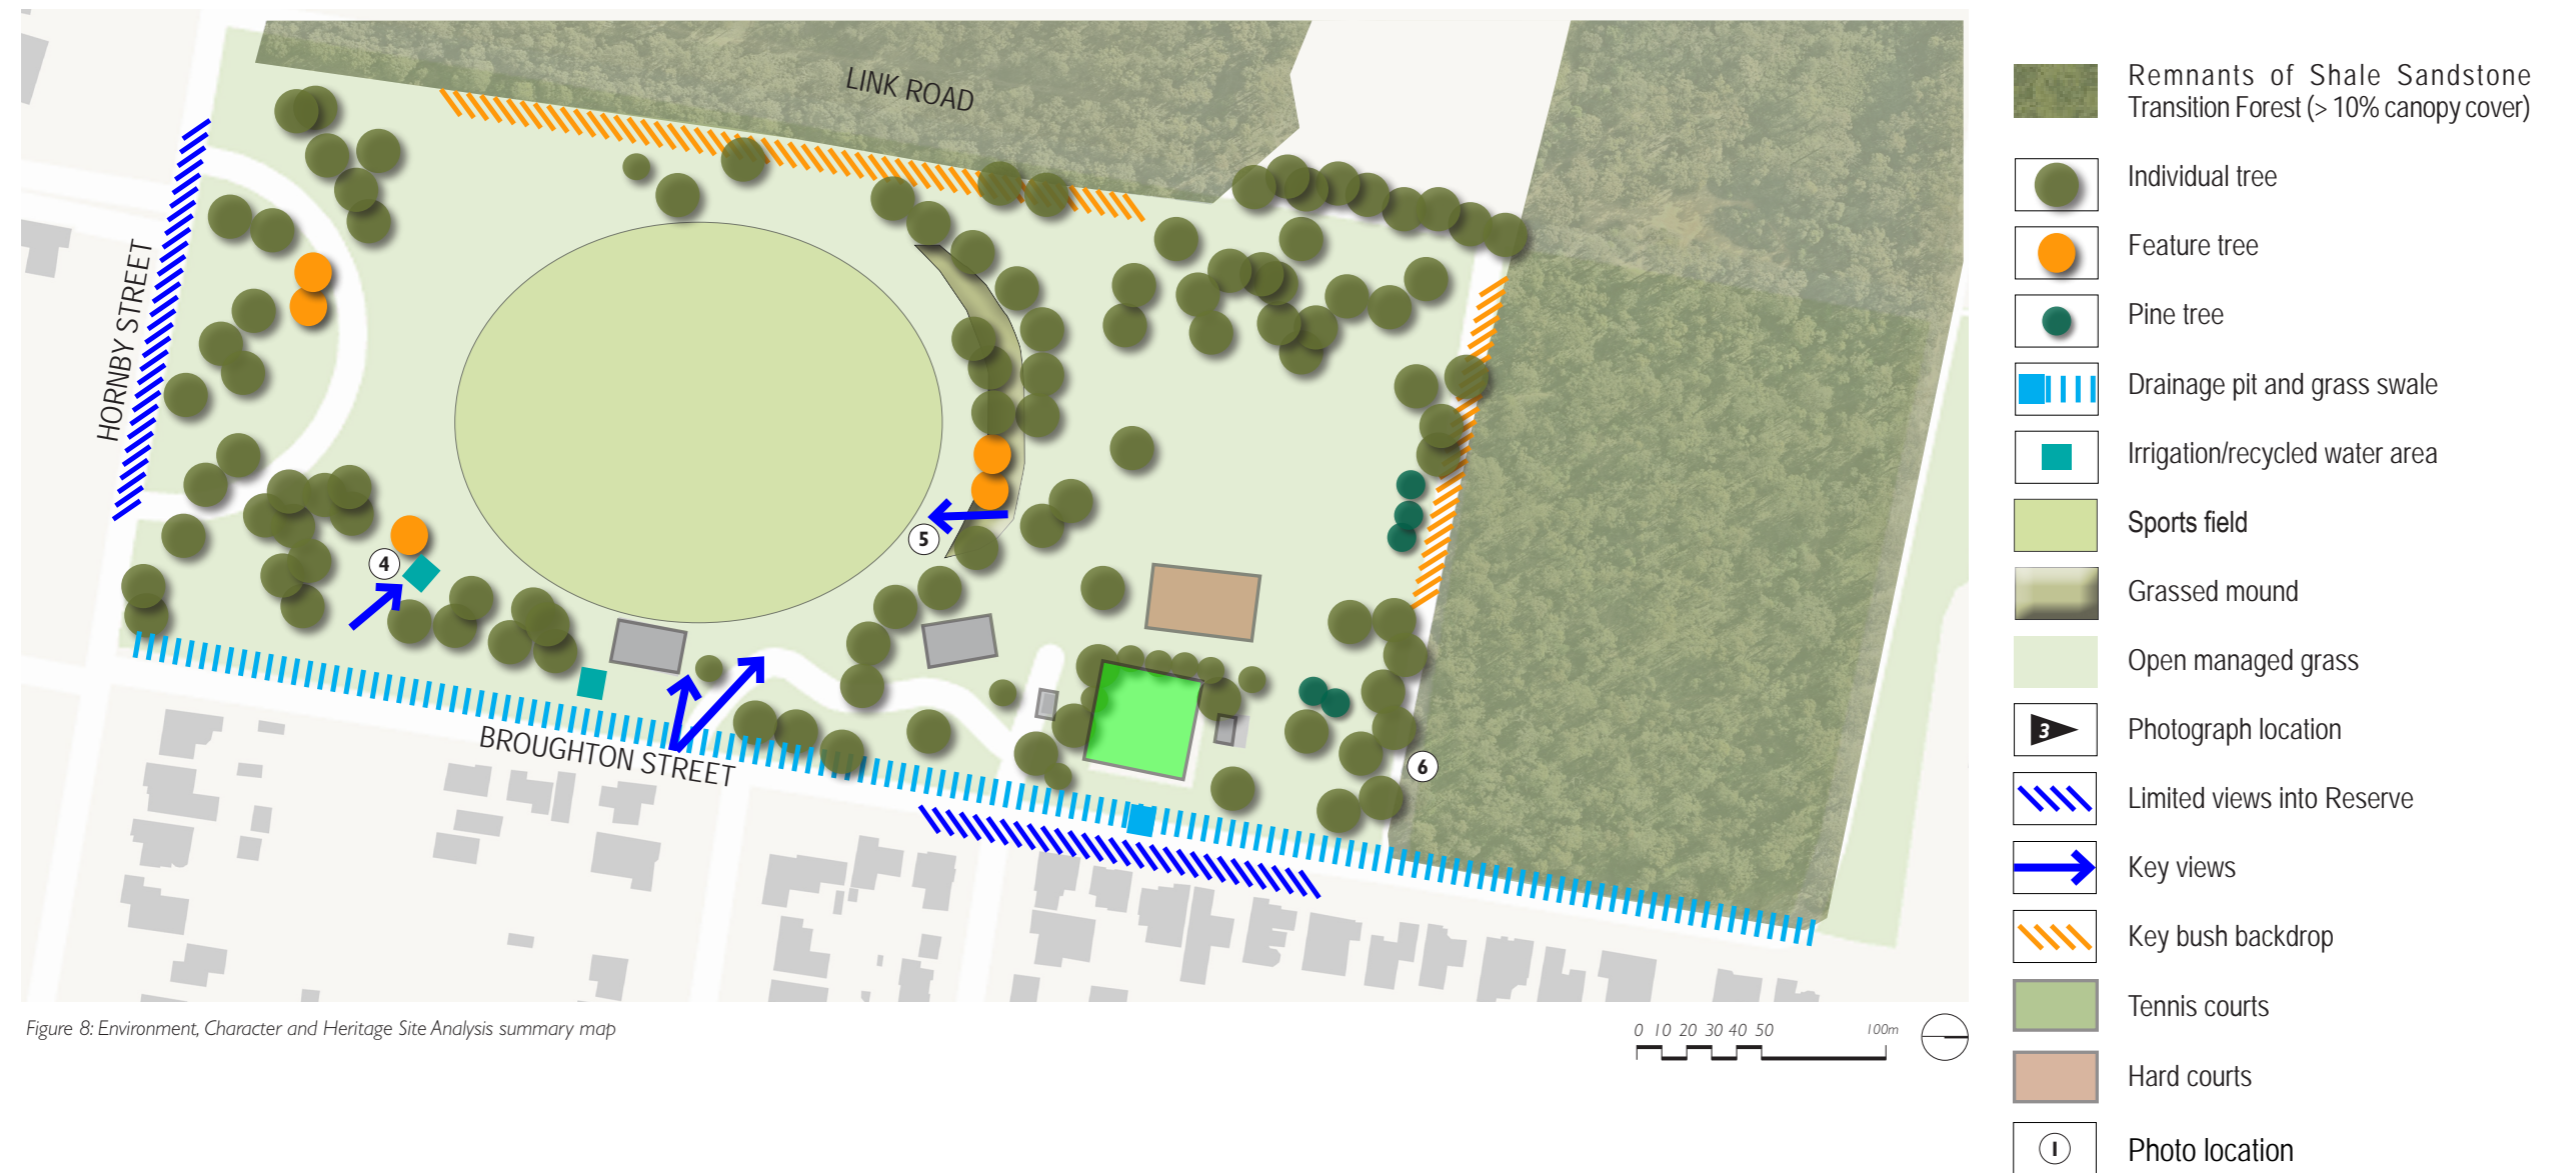 LINK ROAD
HORNBY STREET
4
5
6
BROUGHTON STREET
Figure 8: Environment, Character and Heritage Site Analysis summary map
0 10 20 30 40 50 100m
Remnants of Shale Sandstone
Transition Forest (> 10% canopy cover)
Individual tree
Feature tree
Pine tree
Drainage pit and grass swale
Irrigation/recycled water area
Sports field
Grassed mound
Open managed grass
3
Photograph location
Limited views into Reserve
Key views
Key bush backdrop
Tennis courts
Hard courts
1
Photo location